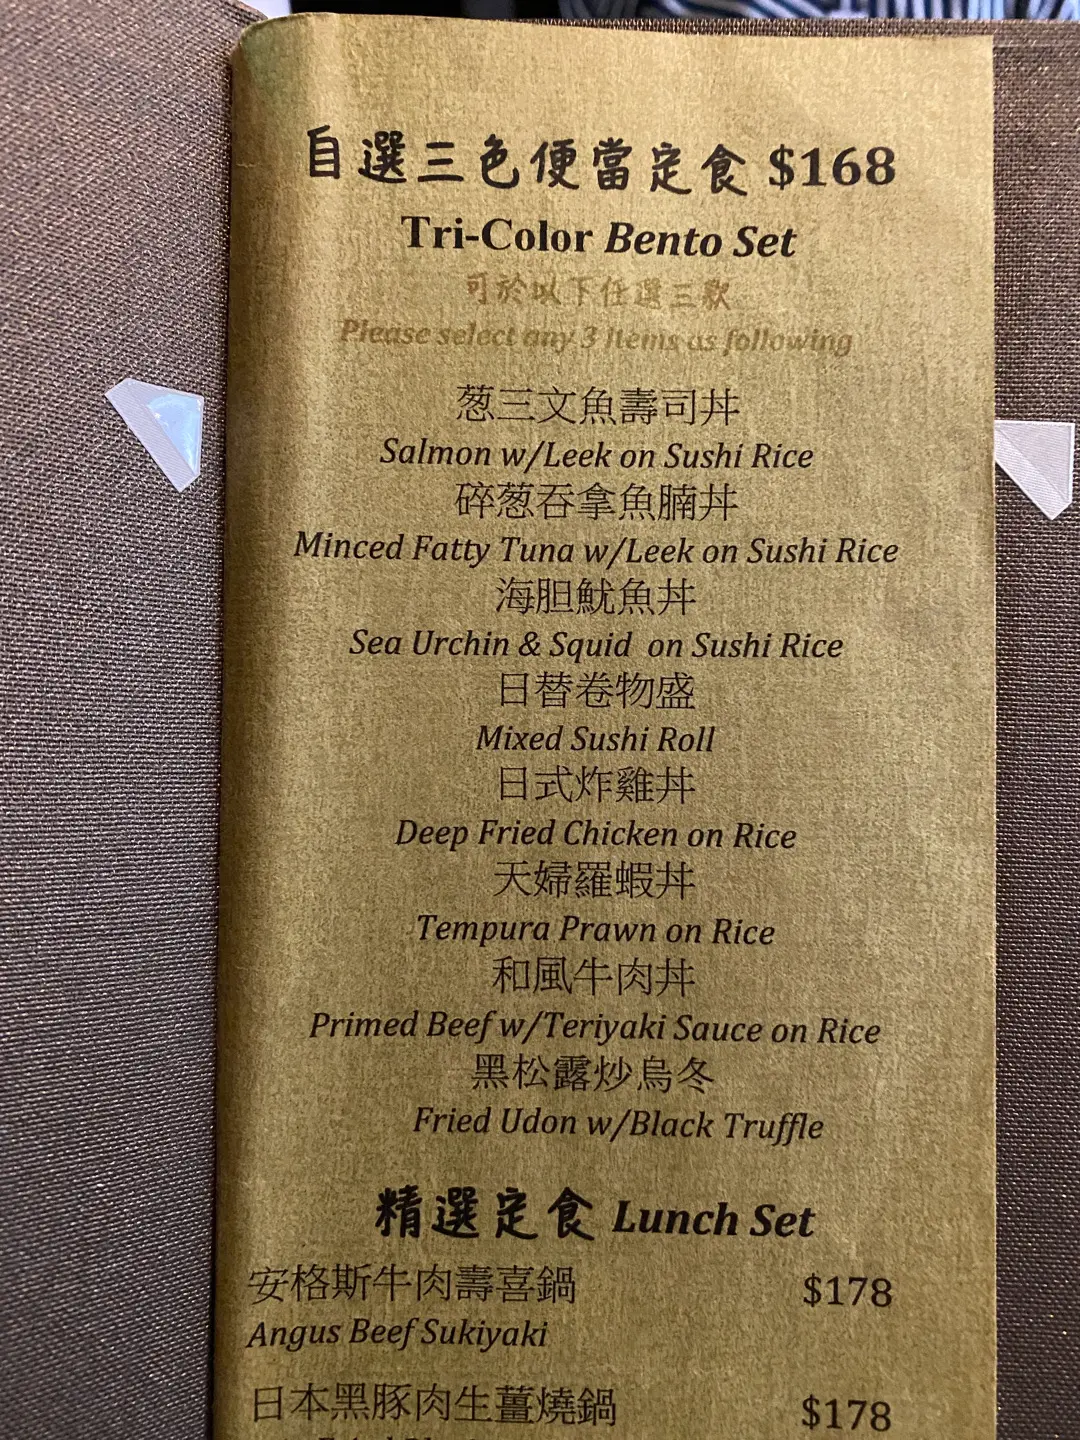 自選三色便當定食 $168
Tri-Color Bento Set
可於以下任選三款
Please select any 3 items as following
葱三文魚壽司丼
Salmon w/Leek on Sushi Rice
碎葱吞拿魚腩丼
Minced Fatty Tuna w/Leek on Sushi Rice
海胆魷魚丼
Sea Urchin & Squid on Sushi Rice
日替卷物盛
Mixed Sushi Roll
日式炸雞丼
Deep Fried Chicken on Rice
天婦羅蝦丼
Tempura Prawn on Rice
和風牛肉丼
Primed Beef w/Teriyaki Sauce on Rice
黑松露炒烏冬
Fried Udon w/Black Truffle
精選定食 Lunch Set
安格斯牛肉壽喜鍋 $178
Angus Beef Sukiyaki
日本黑豚肉生薑燒鍋 $178